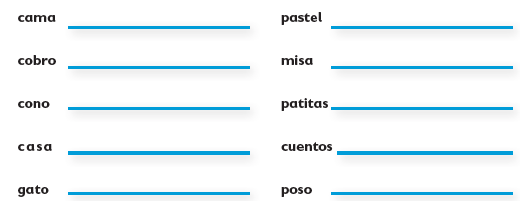 cama
cobro
cono
casa
gato
pastel
misa
patitas
cuentos
poso